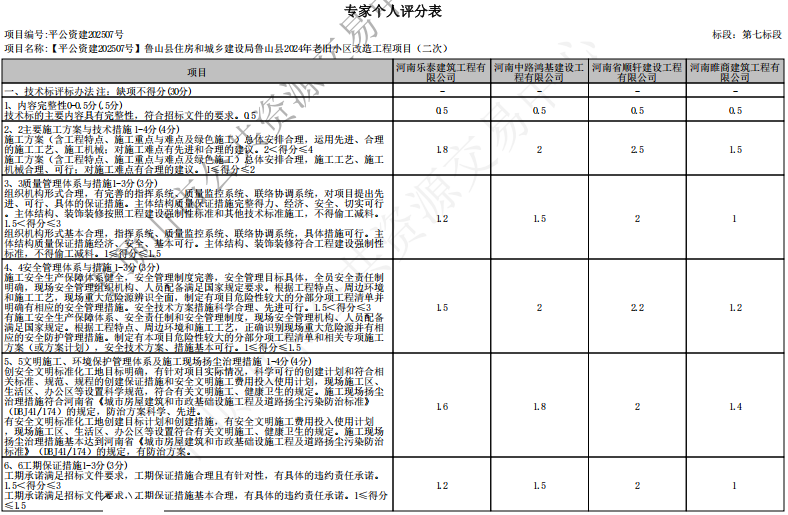 专家个人评分表
项目编号:平公资建202507号
标段：第七标段
项目名称:【平公资建202507号】鲁山县住房和城乡建设局鲁山县2024年老旧小区改造工程项目（二次）
项目
河南乐泰建筑工程有限公司
河南中路鸿基建设工程有限公司
河南省顺轩建设工程有限公司
河南睢商建筑工程有限公司
一、技术标评标办法 注：缺项不得分(30分)
-
-
-
-
1、内容完整性0-0.5分(.5分)
技术标的主要内容具有完整性，符合招标文件的要求。0.5
0.5
0.5
0.5
0.5
2、2主要施工方案与技术措施 1-4分(4分)
施工方案（含工程特点、施工重点与难点及绿色施工）总体安排合理，运用先进、合理
的施工工艺、施工机械；对施工难点有先进和合理的建议。2<得分≤4
施工方案（含工程特点、施工重点与难点及绿色施工）总体安排合理，施工工艺、施工
机械合理、可行；对施工难点有合理的建议。1≤得分≤2
1.8
2
2.5
1.5
3、3质量管理体系与措施1-3分(3分)
组织机构形式合理，有完善的指挥系统、质量监控系统、联络协调系统，对项目提出先
进、可行、具体的保证措施。主体结构质量保证措施完整得力、经济、安全、切实可行
。主体结构、装饰装修按照工程建设强制性标准和其他技术标准施工，不得偷工减料。
1.5<得分≤3
组织机构形式基本合理，指挥系统、质量监控系统、联络协调系统，具体措施可行。主
体结构质量保证措施经济、安全、基本可行。主体结构、装饰装修符合工程建设强制性
标准，不得偷工减料。1≤得分≤1.5
1.2
1.5
2
1
4、4安全管理体系与措施 1-3分(3分)
施工安全生产保障体系健全，安全管理制度完善，安全管理目标具体，全员安全责任制
明确，现场安全管理组织机构、人员配备满足国家规定要求。根据工程特点、周边环境
和施工工艺，现场重大危险源辨识全面，制定有项目危险性较大的分部分项工程清单并
明确有相应的安全管理措施。安全技术方案措施科学合理、先进可行。1.5<得分≤3
有施工安全生产保障体系、安全责任制和安全管理制度，现场安全管理机构、人员配备
满足国家规定。根据工程特点、周边环境和施工工艺，正确识别现场重大危险源并有相
应的安全防护管理措施。制定有本项目危险性较大的分部分项工程清单和相关专项施工
方案（或方案计划），安全技术方案、措施基本可行。1≤得分≤1.5
1.5
2
2.2
1.2
5、5文明施工、环境保护管理体系及施工现场扬尘治理措施 1-4分(4分)
创安全文明标准化工地目标明确，有针对项目实际情况，科学可行的创建计划和符合相
关标准、规范、规程的创建保证措施和安全文明施工费用投入使用计划，现场施工区、
生活区、办公区等设置科学规范，符合有关文明施工、健康卫生的规定。施工现场扬尘
治理措施符合河南省《城市房屋建筑和市政基础设施工程及道路扬尘污染防治标准》
（DBJ41/174）的规定，防治方案科学、先进。
有安全文明标准化工地创建目标计划和创建措施，有安全文明施工费用投入使用计划
，现场施工区、生活区、办公区等设置符合有关文明施工、健康卫生的规定。施工现场
扬尘治理措施基本达到河南省《城市房屋建筑和市政基础设施工程及道路扬尘污染防治
标准》（DBJ41/174）的规定，有防治方案。
1.6
1.8
2
1.4
6、6工期保证措施1-3分(3分)
工期承诺满足招标文件要求，工期保证措施合理且有针对性，有具体的违约责任承诺。
1.5<得分≤3
工期承诺满足招标文件要求，工期保证措施基本合理，有具体的违约责任承诺。1≤得分
≤1.5
1.2
1.5
2
1